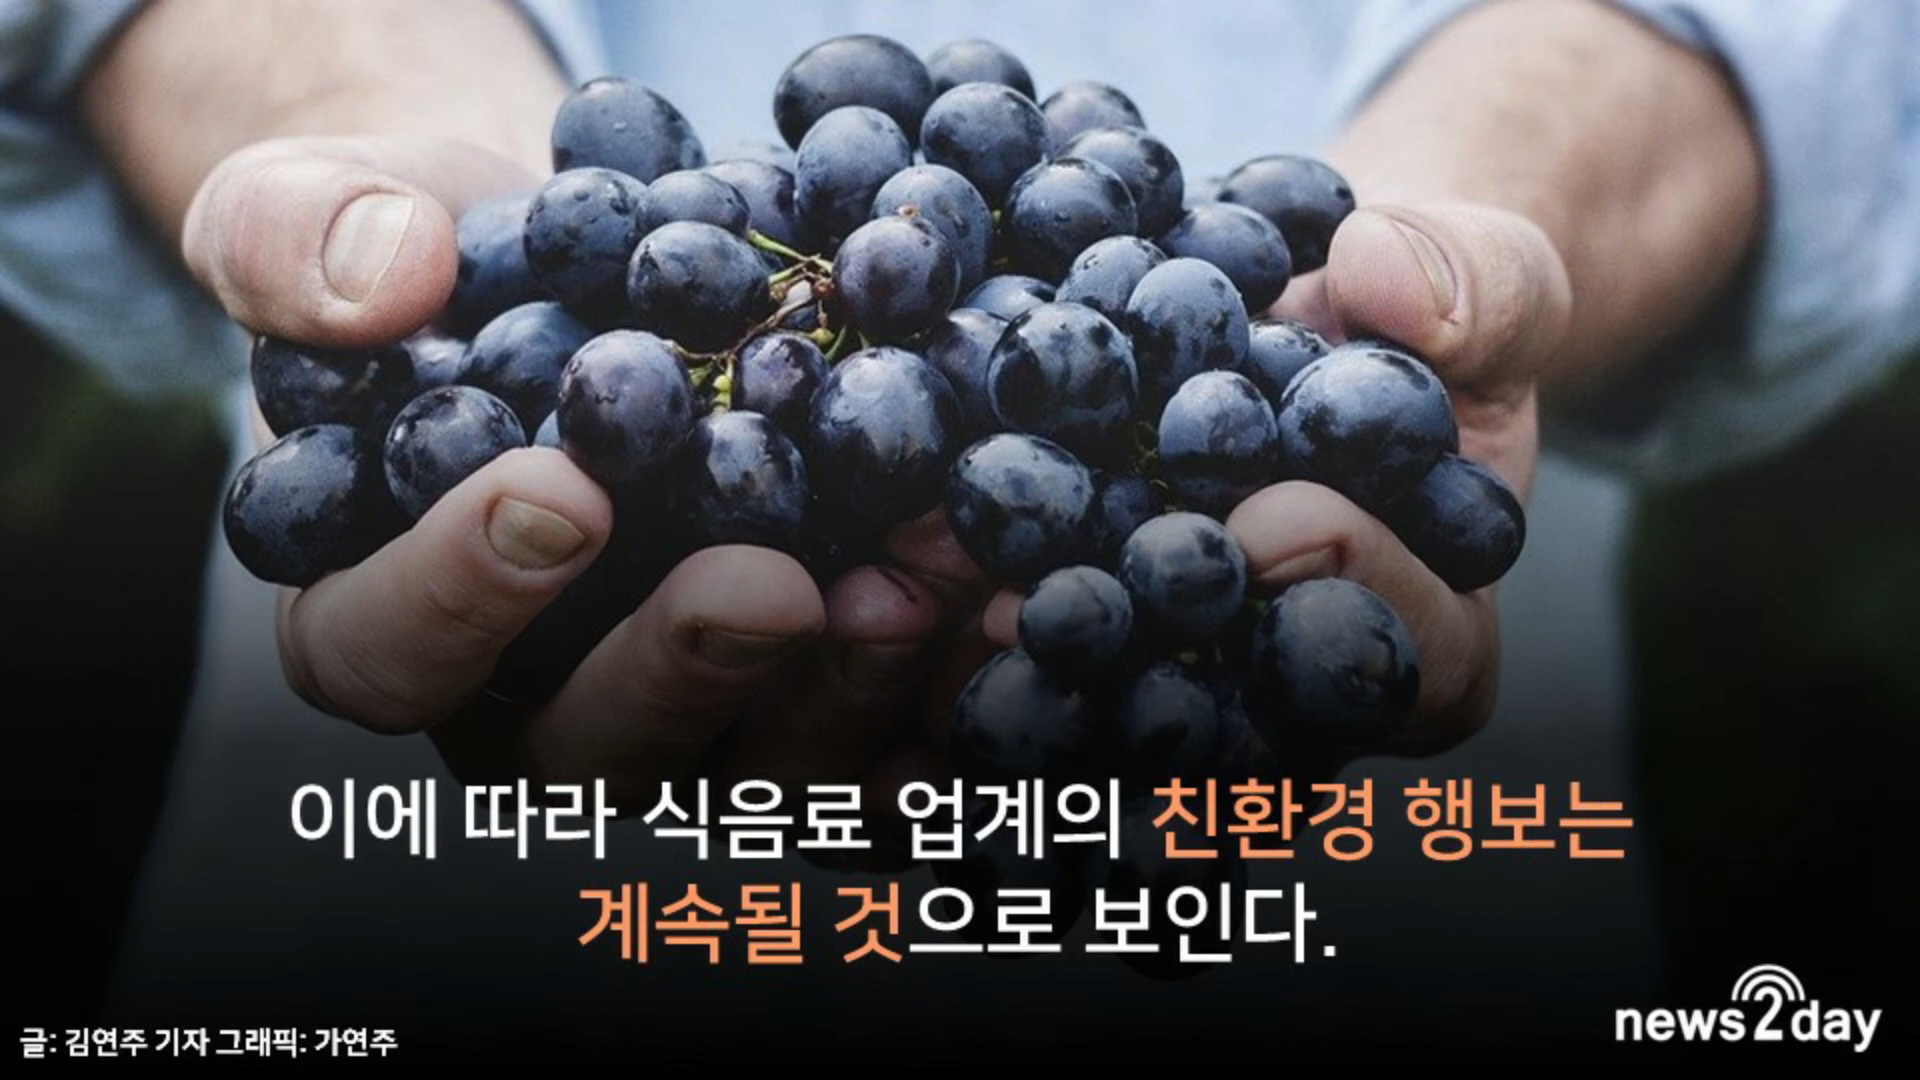 이에 따라 식음료 업계의 친환경 행보는
계속될 것으로 보인다.
글: 김연주 기자 그래픽: 가연주
news2day